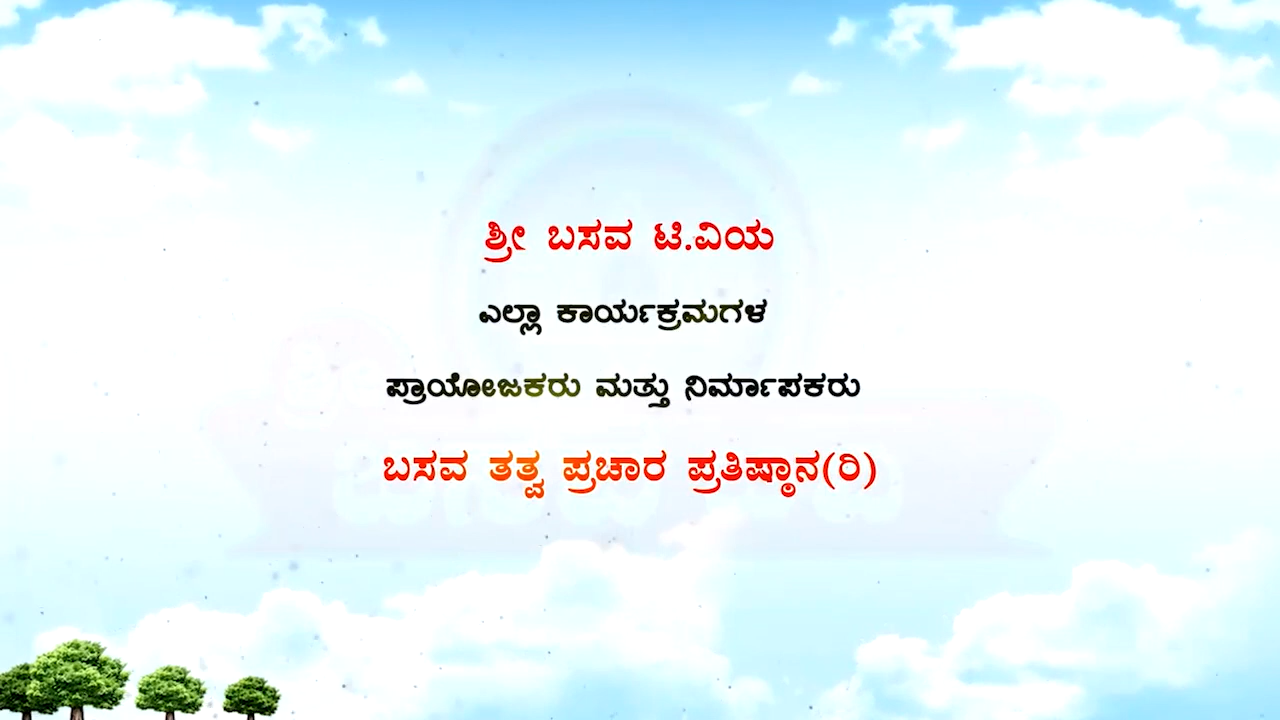 ಶ್ರೀ ಬಸವ ಟಿ.ವಿಯ
ಎಲ್ಲಾ ಕಾರ್ಯಕ್ರಮಗಳ
ಪ್ರಾಯೋಜಕರು ಮತ್ತು ನಿರ್ಮಾಪಕರು
ಬಸವ ತತ್ವ ಪ್ರಚಾರ ಪ್ರತಿಷ್ಠಾನ(ರಿ)